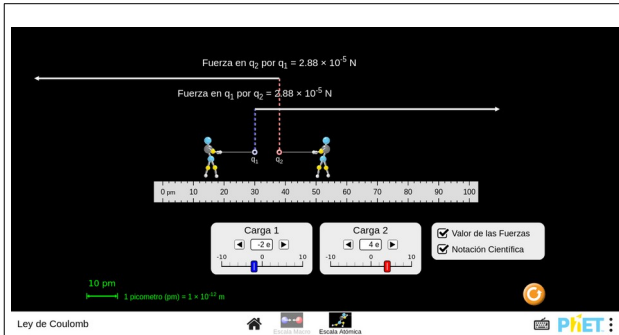 Fuerza en q2 por q1 = 2.88 × 10^-5 N
Fuerza en q1 por q2 = 2.88 × 10^-5 N
q1 q2
0 pm 10 20 30 40 50 60 70 80 90 100
Carga 1 Carga 2
-2 e 4 e
-10 0 10 -10 0 10
Valor de las Fuerzas
Notación Científica
10 pm
1 picometro (pm) = 1 × 10^-12 m
Ley de Coulomb
Escala Macro Escala Atómica
PhET